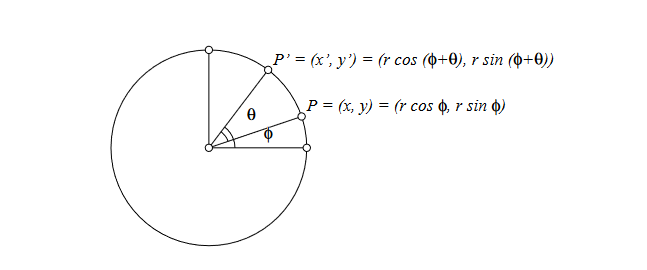 P’ = (x’, y’) = (r cos (ϕ+θ), r sin (ϕ+θ))
P = (x, y) = (r cos ϕ, r sin ϕ)
θ
ϕ